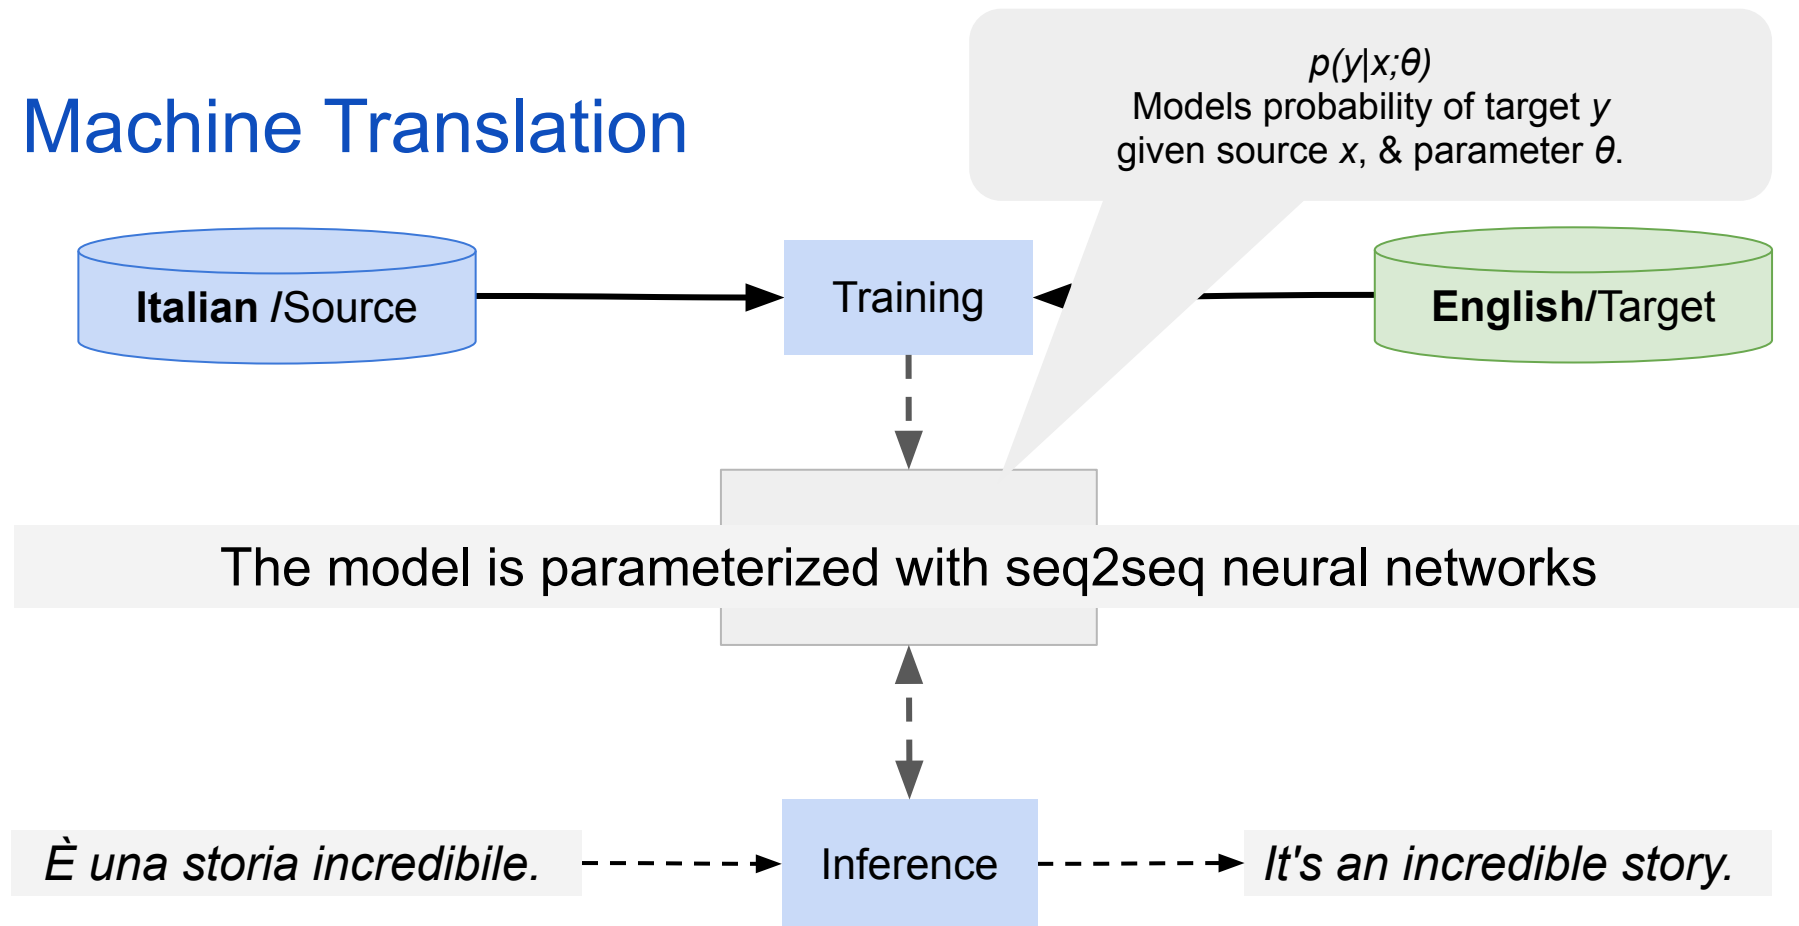 p(y|x;θ)
Models probability of target y
given source x, & parameter θ.
Machine Translation
Italian /Source
Training
English/Target
The model is parameterized with seq2seq neural networks
È una storia incredibile.
Inference
It's an incredible story.